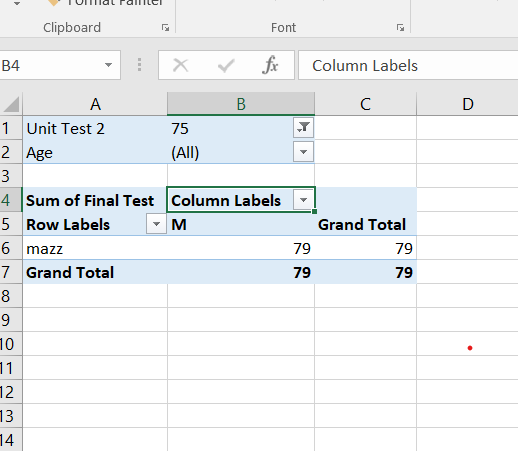 Format Painter
Clipboard Font
B4 fx Column Labels
A B C D
1 Unit Test 2 75
2 Age (All)
3
4 Sum of Final Test Column Labels
5 Row Labels M Grand Total
6 mazz 79 79
7 Grand Total 79 79
8
9
10
11
12
13
14